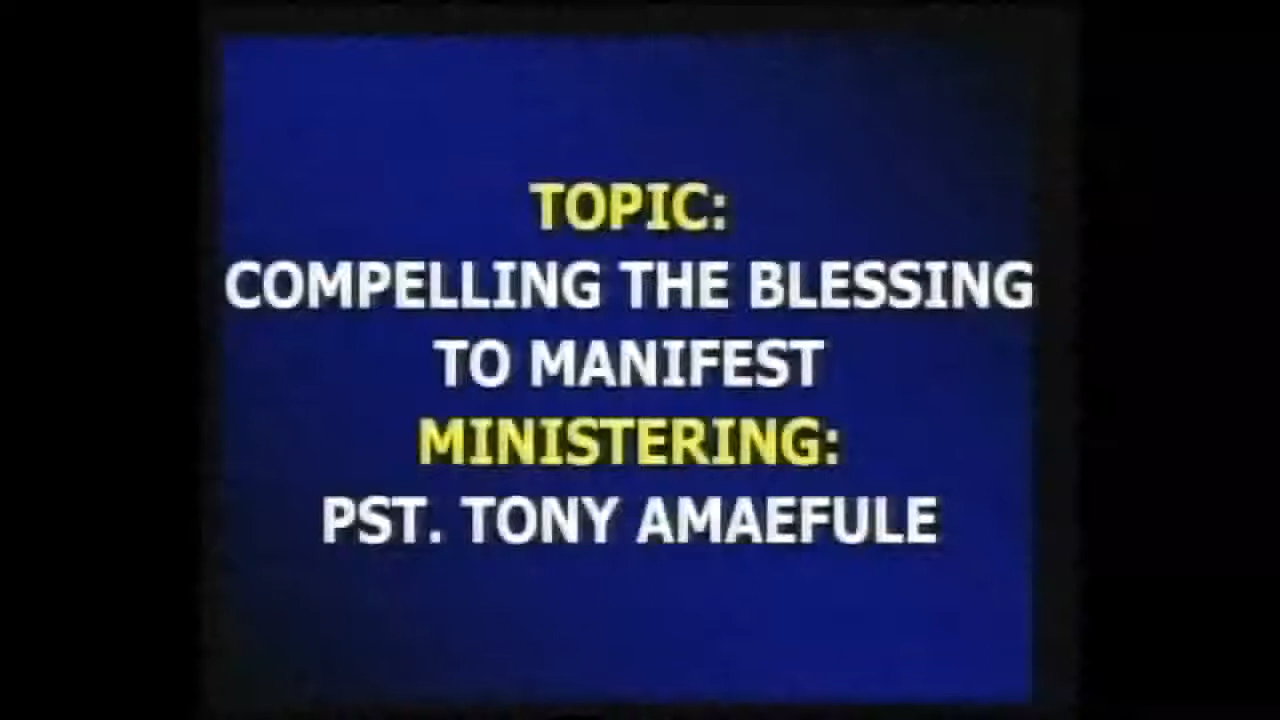 TOPIC:
COMPELLING THE BLESSING
TO MANIFEST
MINISTERING:
PST. TONY AMAEFULE